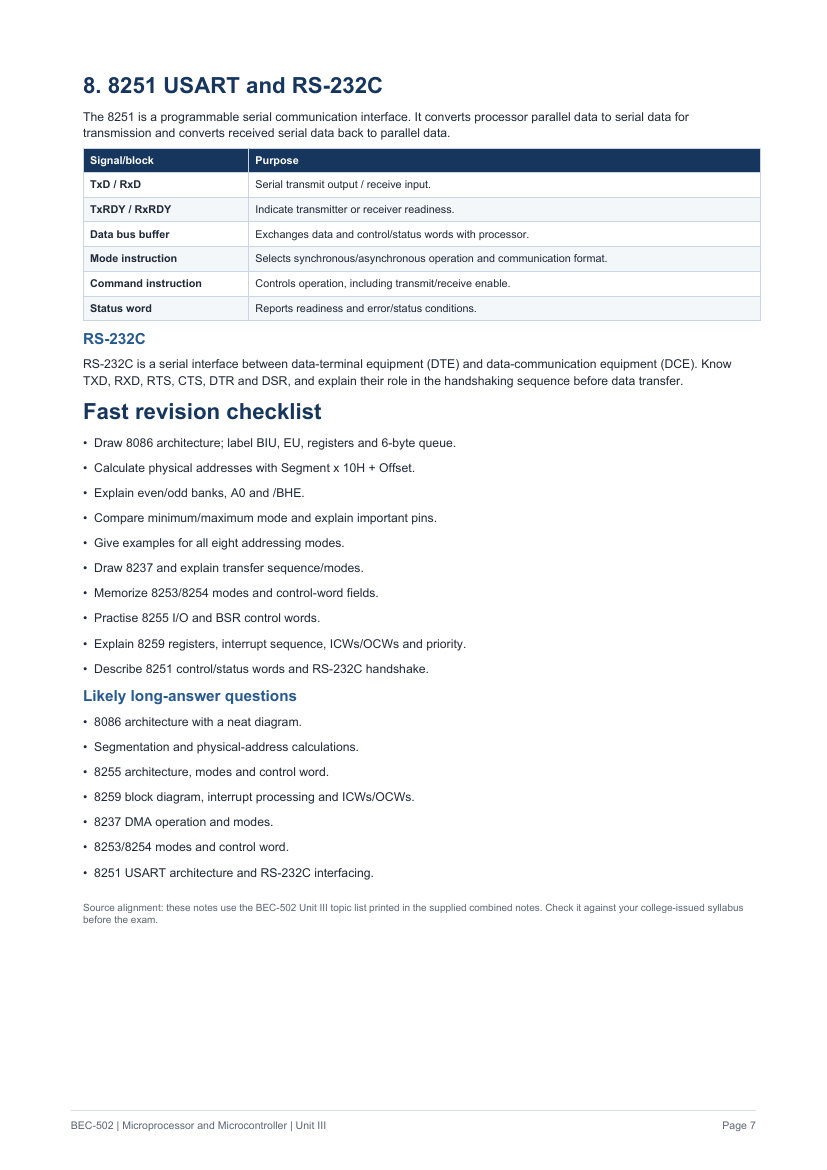 8. 8251 USART and RS-232C
The 8251 is a programmable serial communication interface. It converts processor parallel data to serial data for
transmission and converts received serial data back to parallel data.
Signal/block Purpose
TxD / RxD Serial transmit output / receive input.
TxRDY / RxRDY Indicate transmitter or receiver readiness.
Data bus buffer Exchanges data and control/status words with processor.
Mode instruction Selects synchronous/asynchronous operation and communication format.
Command instruction Controls operation, including transmit/receive enable.
Status word Reports readiness and error/status conditions.
RS-232C
RS-232C is a serial interface between data-terminal equipment (DTE) and data-communication equipment (DCE). Know
TXD, RXD, RTS, CTS, DTR and DSR, and explain their role in the handshaking sequence before data transfer.
Fast revision checklist
• Draw 8086 architecture; label BIU, EU, registers and 6-byte queue.
• Calculate physical addresses with Segment x 10H + Offset.
• Explain even/odd banks, A0 and /BHE.
• Compare minimum/maximum mode and explain important pins.
• Give examples for all eight addressing modes.
• Draw 8237 and explain transfer sequence/modes.
• Memorize 8253/8254 modes and control-word fields.
• Practise 8255 I/O and BSR control words.
• Explain 8259 registers, interrupt sequence, ICWs/OCWs and priority.
• Describe 8251 control/status words and RS-232C handshake.
Likely long-answer questions
• 8086 architecture with a neat diagram.
• Segmentation and physical-address calculations.
• 8255 architecture, modes and control word.
• 8259 block diagram, interrupt processing and ICWs/OCWs.
• 8237 DMA operation and modes.
• 8253/8254 modes and control word.
• 8251 USART architecture and RS-232C interfacing.
Source alignment: these notes use the BEC-502 Unit III topic list printed in the supplied combined notes. Check it against your college-issued syllabus
before the exam.
BEC-502 | Microprocessor and Microcontroller | Unit III Page 7